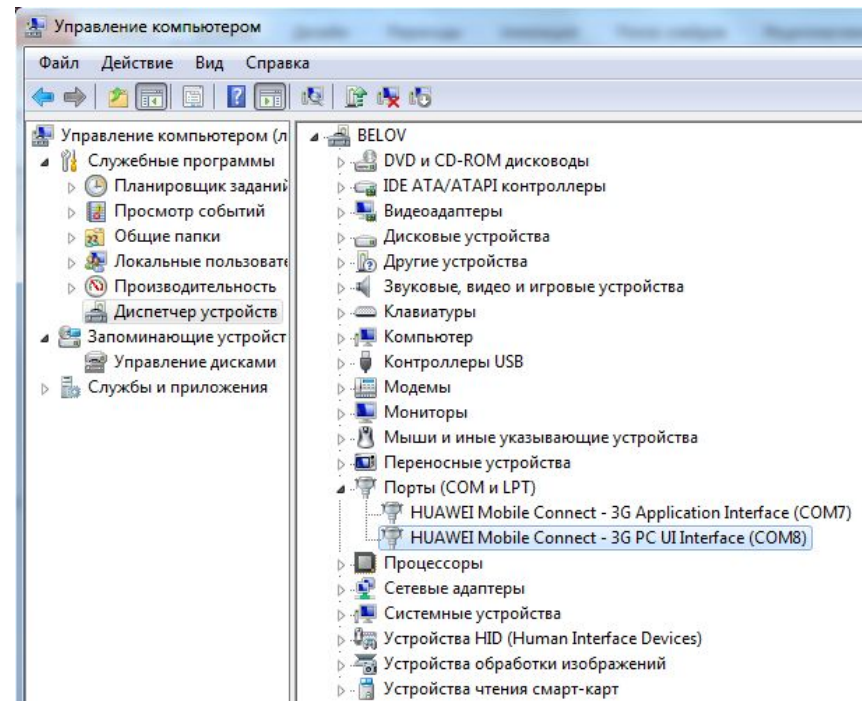 Управление компьютером
Файл Действие Вид Справка
Управление компьютером (л
Служебные программы
Планировщик заданий
Просмотр событий
Общие папки
Локальные пользовате
Производительность
Диспетчер устройств
Запоминающие устройст
Управление дисками
Службы и приложения
BELOV
DVD и CD-ROM дисководы
IDE ATA/ATAPI контроллеры
Видеоадаптеры
Дисковые устройства
Другие устройства
Звуковые, видео и игровые устройства
Клавиатуры
Компьютер
Контроллеры USB
Модемы
Мониторы
Мыши и иные указывающие устройства
Переносные устройства
Порты (COM и LPT)
HUAWEI Mobile Connect - 3G Application Interface (COM7)
HUAWEI Mobile Connect - 3G PC UI Interface (COM8)
Процессоры
Сетевые адаптеры
Системные устройства
Устройства HID (Human Interface Devices)
Устройства обработки изображений
Устройства чтения смарт-карт